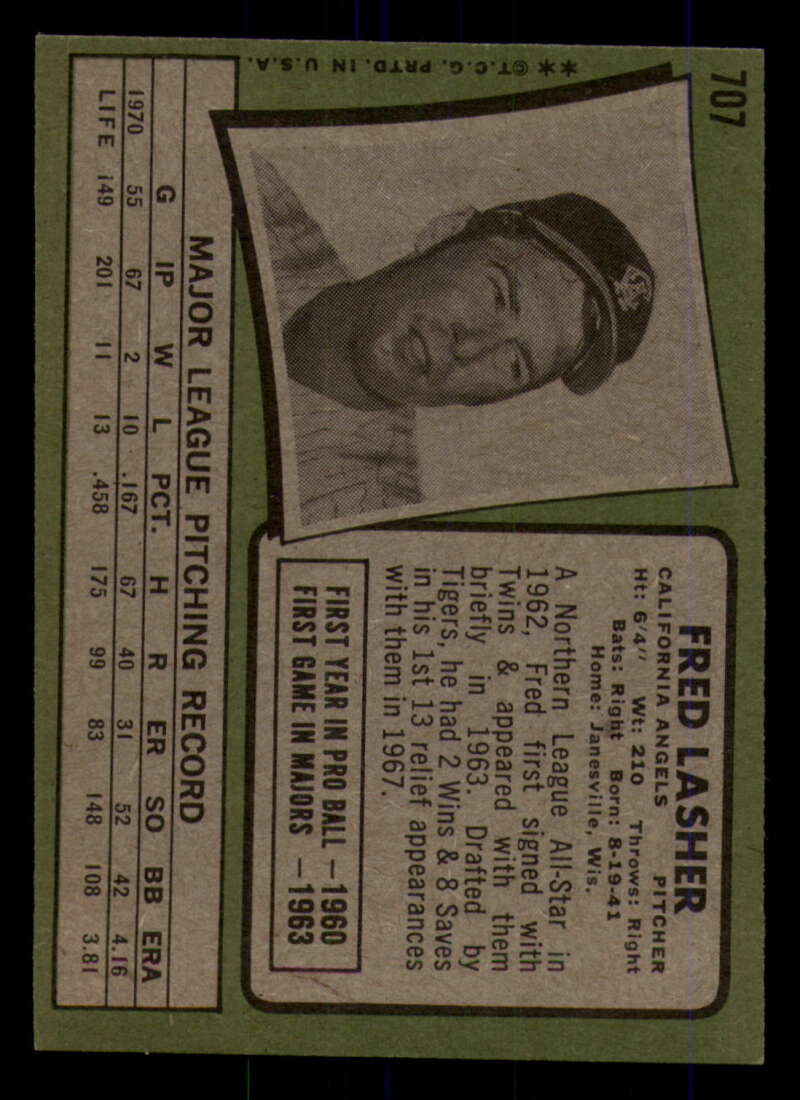 707
FRED LASHER
CALIFORNIA ANGELS PITCHER
Ht: 6'4" Wt: 210 Throws: Right
Bats: Right Born: 8-19-41
Home: Janesville, Wis.
A Northern League All-Star in
1962, Fred first signed with
Twins & appeared with them
briefly in 1963. Drafted by
Tigers, he had 2 Wins & 8 Saves
in his 1st 13 relief appearances
with them in 1967.
FIRST YEAR IN PRO BALL – 1960
FIRST GAME IN MAJORS – 1963
MAJOR LEAGUE PITCHING RECORD
G IP W L PCT. H R ER SO BB ERA
1970 55 67 2 10 .167 67 40 31 52 42 4.16
LIFE 149 201 11 13 .458 175 99 83 148 108 3.81
**©T.C.G. PRTD. IN U.S.A.